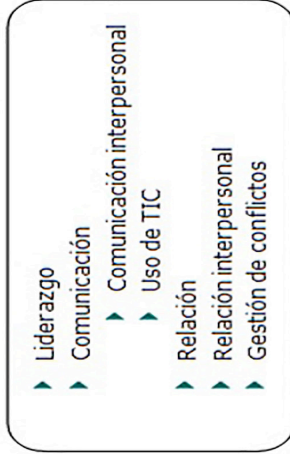 Liderazgo
Comunicación
Comunicación interpersonal
Uso de TIC
Relación
Relación interpersonal
Gestión de conflictos